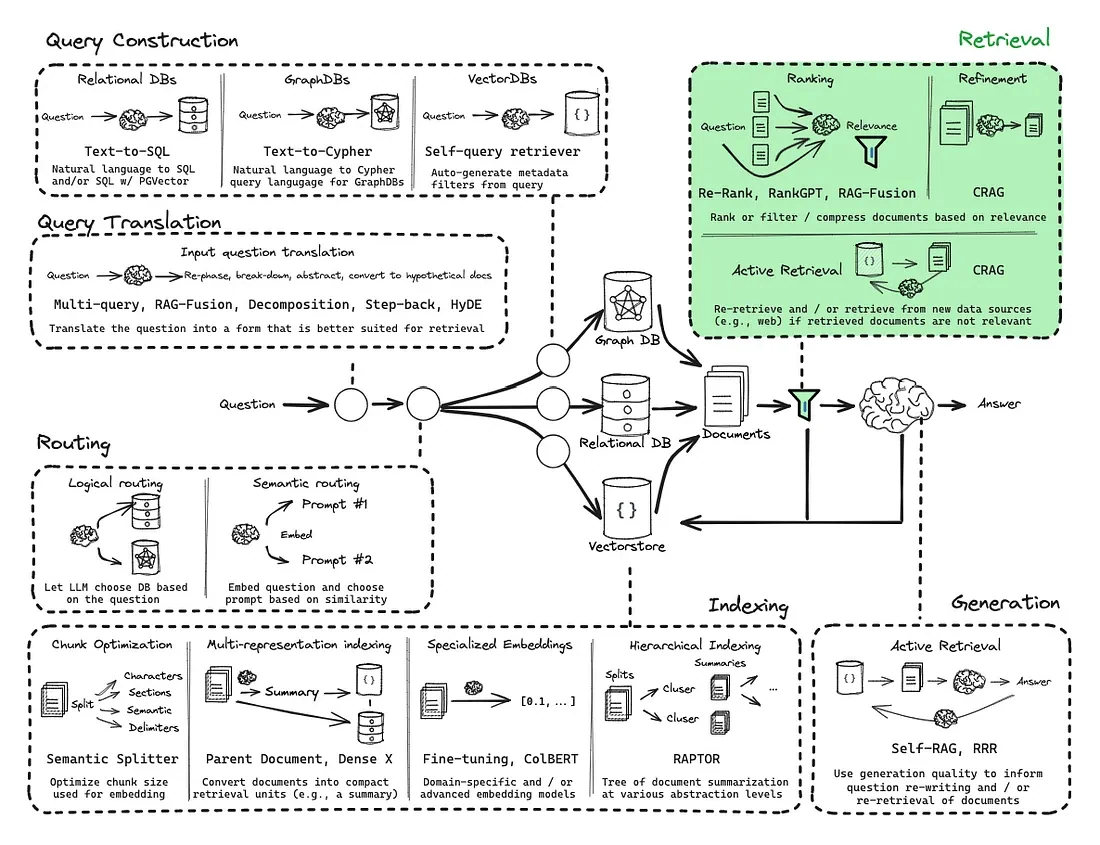 Query Construction
Relational DBs
Question
Text-to-SQL
Natural language to SQL
and/or SQL w/ PGVector
GraphDBs
Question
Text-to-Cypher
Natural language to Cypher
query langugage for GraphDBs
VectorDBs
Question
{ }
Self-query retriever
Auto-generate metadata
filters from query
Retrieval
Ranking
Question
Relevance
Re-Rank, RankGPT, RAG-Fusion
Refinement
CRAG
Rank or filter / compress documents based on relevance
Active Retrieval
{ }
CRAG
Re-retrieve and / or retrieve from new data sources
(e.g., web) if retrieved documents are not relevant
Query Translation
Input question translation
Question
Re-phase, break-down, abstract, convert to hypothetical docs
Multi-query, RAG-Fusion, Decomposition, Step-back, HyDE
Translate the question into a form that is better suited for retrieval
Question
Graph DB
Relational DB
{ }
Vectorstore
Documents
Answer
Routing
Logical routing
Let LLM choose DB based
on the question
Semantic routing
Prompt #1
Embed
Prompt #2
Embed question and choose
prompt based on similarity
Indexing
Chunk Optimization
Split
Characters
Sections
Semantic
Delimiters
Semantic Splitter
Optimize chunk size
used for embedding
Multi-representation indexing
Summary
{ }
Parent Document, Dense X
Convert documents into compact
retrieval units (e.g., a summary)
Specialized Embeddings
[0.1, ...]
Fine-tuning, ColBERT
Domain-specific and / or
advanced embedding models
Hierarchical Indexing
Splits
Summaries
Cluser
Cluser
...
RAPTOR
Tree of document summarization
at various abstraction levels
Generation
Active Retrieval
{ }
Answer
Self-RAG, RRR
Use generation quality to inform
question re-writing and / or
re-retrieval of documents